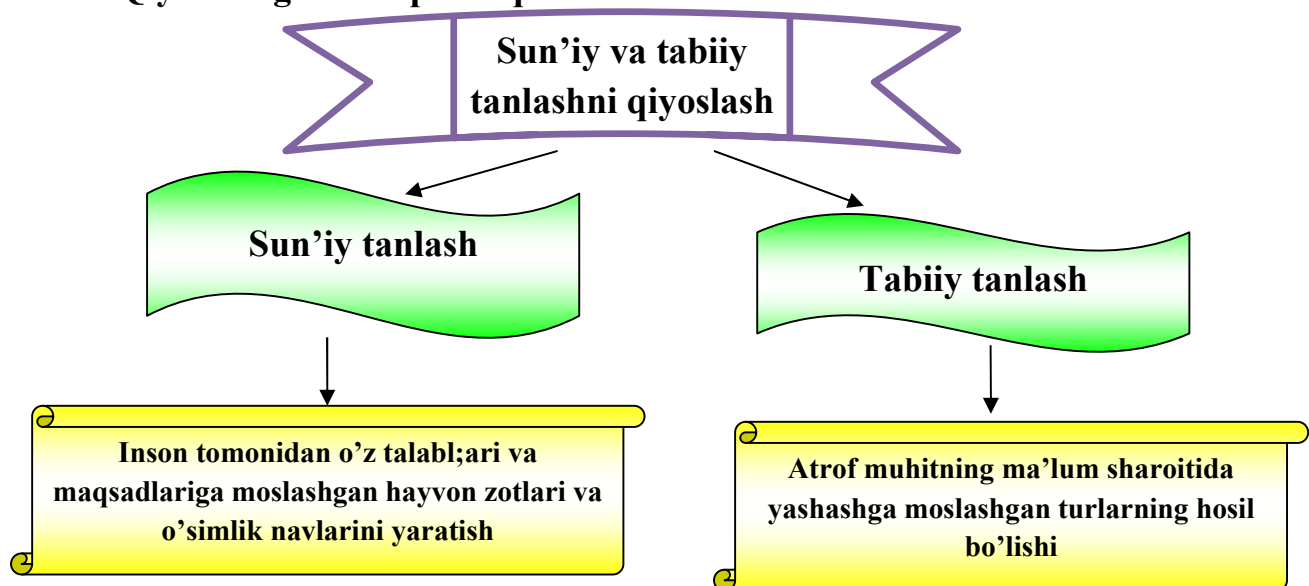 Sun’iy va tabiiy
tanlashni qiyoslash
Sun’iy tanlash
Tabiiy tanlash
Inson tomonidan o’z talabl;ari va
maqsadlariga moslashgan hayvon zotlari va
o’simlik navlarini yaratish
Atrof muhitning ma’lum sharoitida
yashashga moslashgan turlarning hosil
bo’lishi